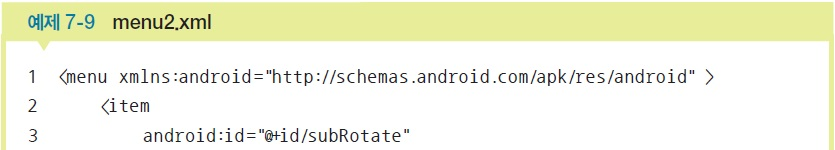 예제 7-9 menu2.xml
1 <menu xmlns:android="http://schemas.android.com/apk/res/android" >
2 <item
3 android:id="@+id/subRotate"